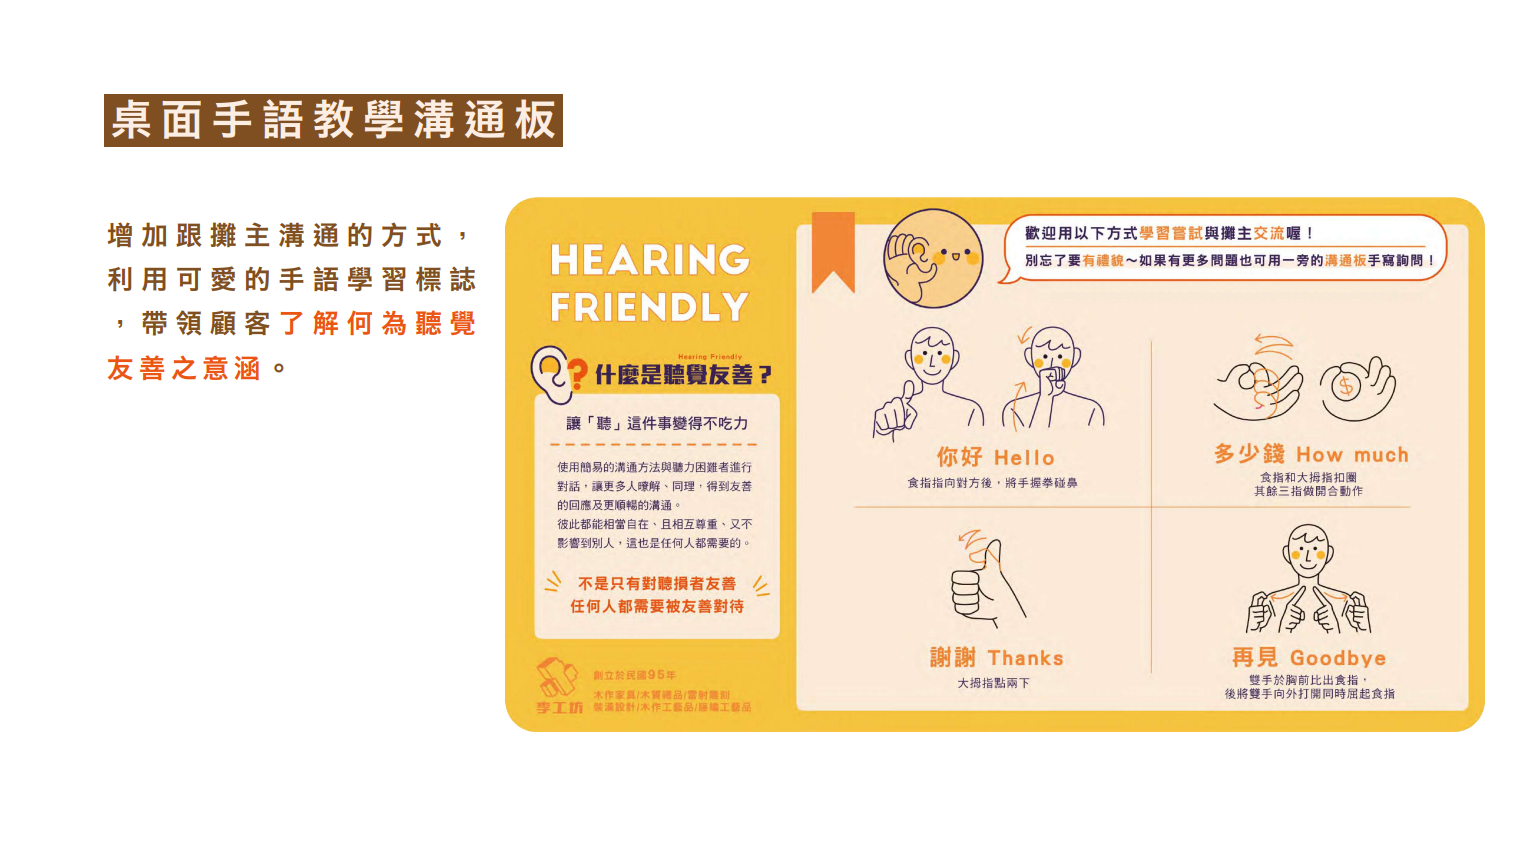 桌面手語教學溝通板
增加跟攤主溝通的方式，
利用可愛的手語學習標誌
，帶領顧客了解何為聽覺
友善之意涵。
HEARING
FRIENDLY
Hearing Friendly
?什麼是聽覺友善？
讓「聽」這件事變得不吃力
使用簡易的溝通方法與聽力困難者進行
對話，讓更多人暸解、同理，得到友善
的回應及更順暢的溝通。
彼此都能相當自在、且相互尊重、又不
影響到別人，這也是任何人都需要的。
不是只有對聽損者友善
任何人都需要被友善對待
李工坊
創立於民國95年
木作家具/木質禮品/雷射雕刻
裝潢設計/木作工藝品/藤編工藝品
歡迎用以下方式學習嘗試與攤主交流喔！
別忘了要有禮貌～如果有更多問題也可用一旁的溝通板手寫詢問！
你好 Hello
食指指向對方後，將手握拳碰鼻
$
多少錢 How much
食指和大拇指扣圈
其餘三指做開合動作
謝謝 Thanks
大拇指點兩下
再見 Goodbye
雙手於胸前比出食指，
後將雙手向外打開同時屈起食指